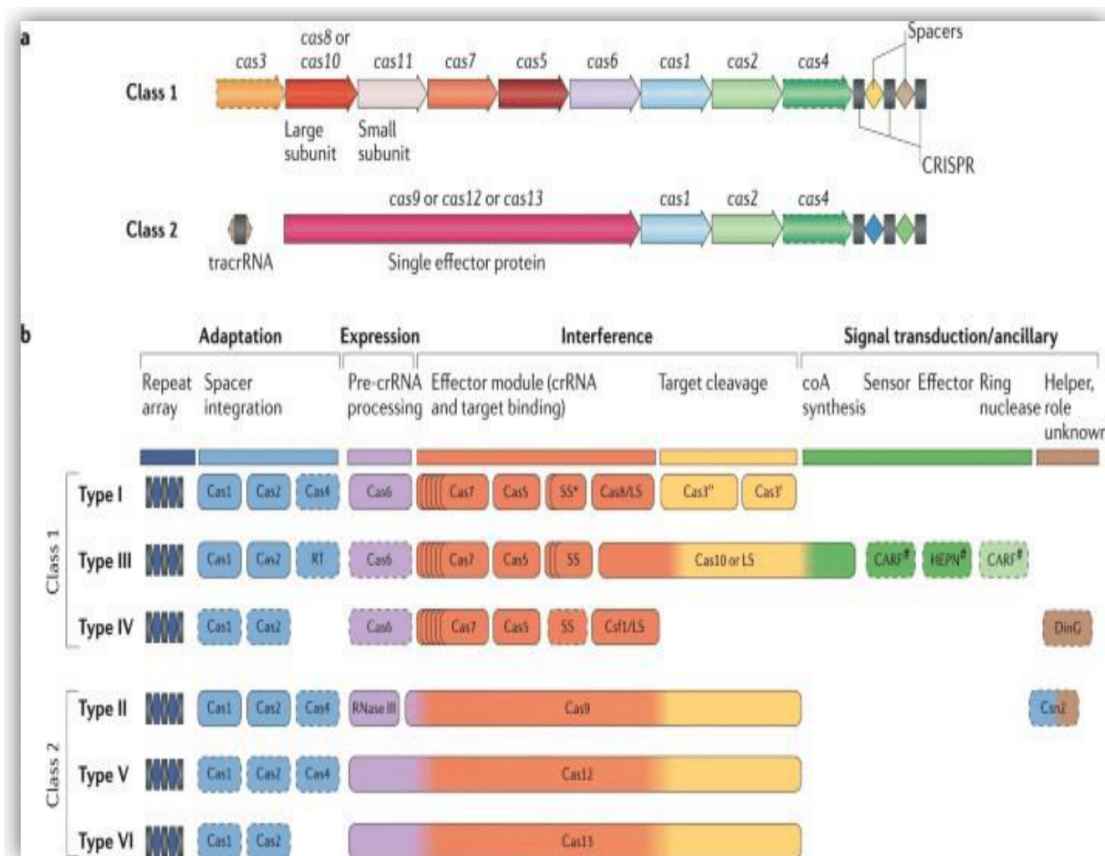 a
cas8 or
cas3 cas10 cas11 cas7 cas5 cas6 cas1 cas2 cas4 Spacers
Class 1
Large subunit
Small subunit
CRISPR
cas9 or cas12 or cas13 cas1 cas2 cas4
Class 2
tracrRNA Single effector protein
b
Adaptation Expression Interference Signal transduction/ancillary
Repeat array
Spacer integration
Pre-crRNA processing
Effector module (crRNA and target binding)
Target cleavage
coA synthesis
Sensor
Effector
Ring nuclease
Helper, role unknown
Class 1
Type I Cas1 Cas2 Cas4 Cas6 Cas7 Cas5 SS* Cas8/LS Cas3'' Cas3'
Type III Cas1 Cas2 RT Cas6 Cas7 Cas5 SS Cas10 or LS CARF# HEPN# CARF#
Type IV Cas1 Cas2 Cas6 Cas7 Cas5 SS Csf1/LS DinG
Class 2
Type II Cas1 Cas2 Cas4 RNase III Cas9 Csn2
Type V Cas1 Cas2 Cas4 Cas12
Type VI Cas1 Cas2 Cas13